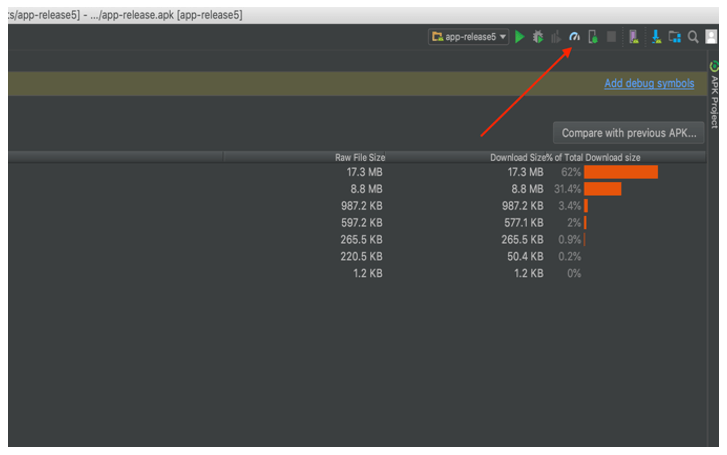 ts/app-release5] - .../app-release.apk [app-release5]
app-release5
Add debug symbols
APK Project
Compare with previous APK...
Raw File Size Download Size % of Total Download size
17.3 MB 17.3 MB 62%
8.8 MB 8.8 MB 31.4%
987.2 KB 987.2 KB 3.4%
597.2 KB 577.1 KB 2%
265.5 KB 265.5 KB 0.9%
220.5 KB 50.4 KB 0.2%
1.2 KB 1.2 KB 0%